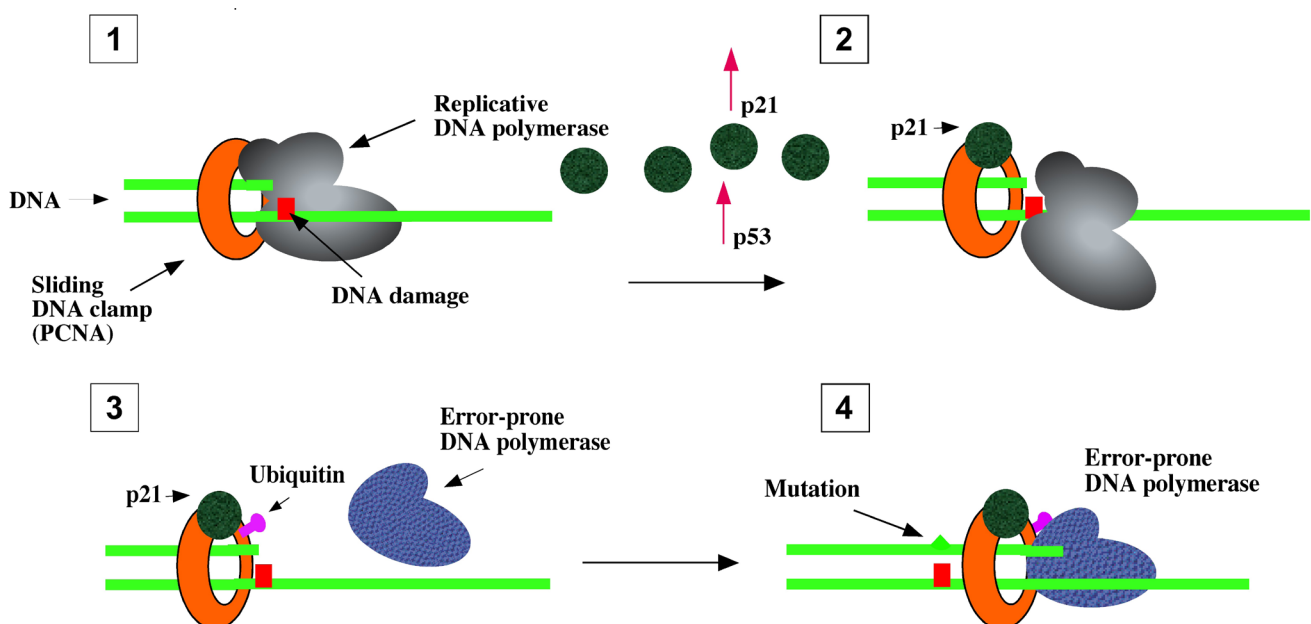 1
2
Replicative
DNA polymerase
p21
p21
DNA
p53
Sliding
DNA clamp
(PCNA)
DNA damage
3
4
Error-prone
DNA polymerase
Ubiquitin
p21
Error-prone
DNA polymerase
Mutation